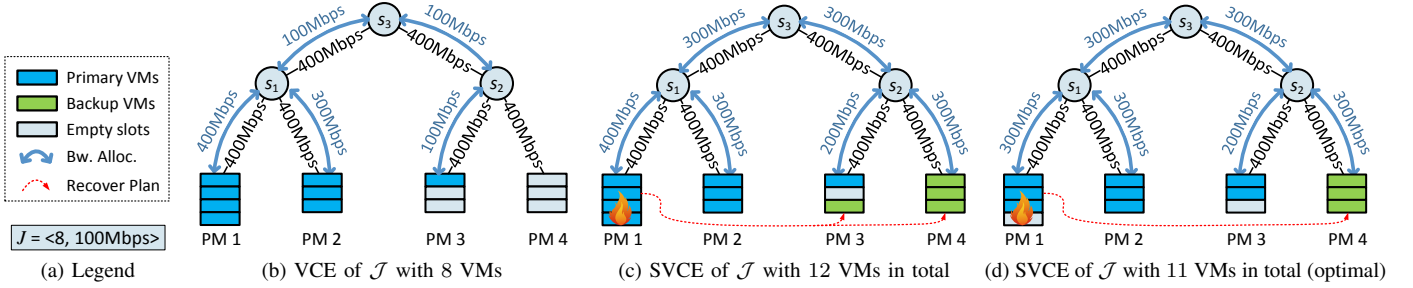 Primary VMs
Backup VMs
Empty slots
Bw. Alloc.
Recover Plan
J = <8, 100Mbps>
(a) Legend
s3
100Mbps
100Mbps
400Mbps
400Mbps
s1
s2
400Mbps
400Mbps
400Mbps
300Mbps
100Mbps
400Mbps
400Mbps
PM 1
PM 2
PM 3
PM 4
(b) VCE of 𝒥 with 8 VMs
s3
300Mbps
300Mbps
400Mbps
400Mbps
s1
s2
400Mbps
400Mbps
400Mbps
300Mbps
200Mbps
400Mbps
400Mbps
300Mbps
PM 1
PM 2
PM 3
PM 4
(c) SVCE of 𝒥 with 12 VMs in total
s3
300Mbps
300Mbps
400Mbps
400Mbps
s1
s2
300Mbps
400Mbps
400Mbps
300Mbps
200Mbps
400Mbps
400Mbps
300Mbps
PM 1
PM 2
PM 3
PM 4
(d) SVCE of 𝒥 with 11 VMs in total (optimal)